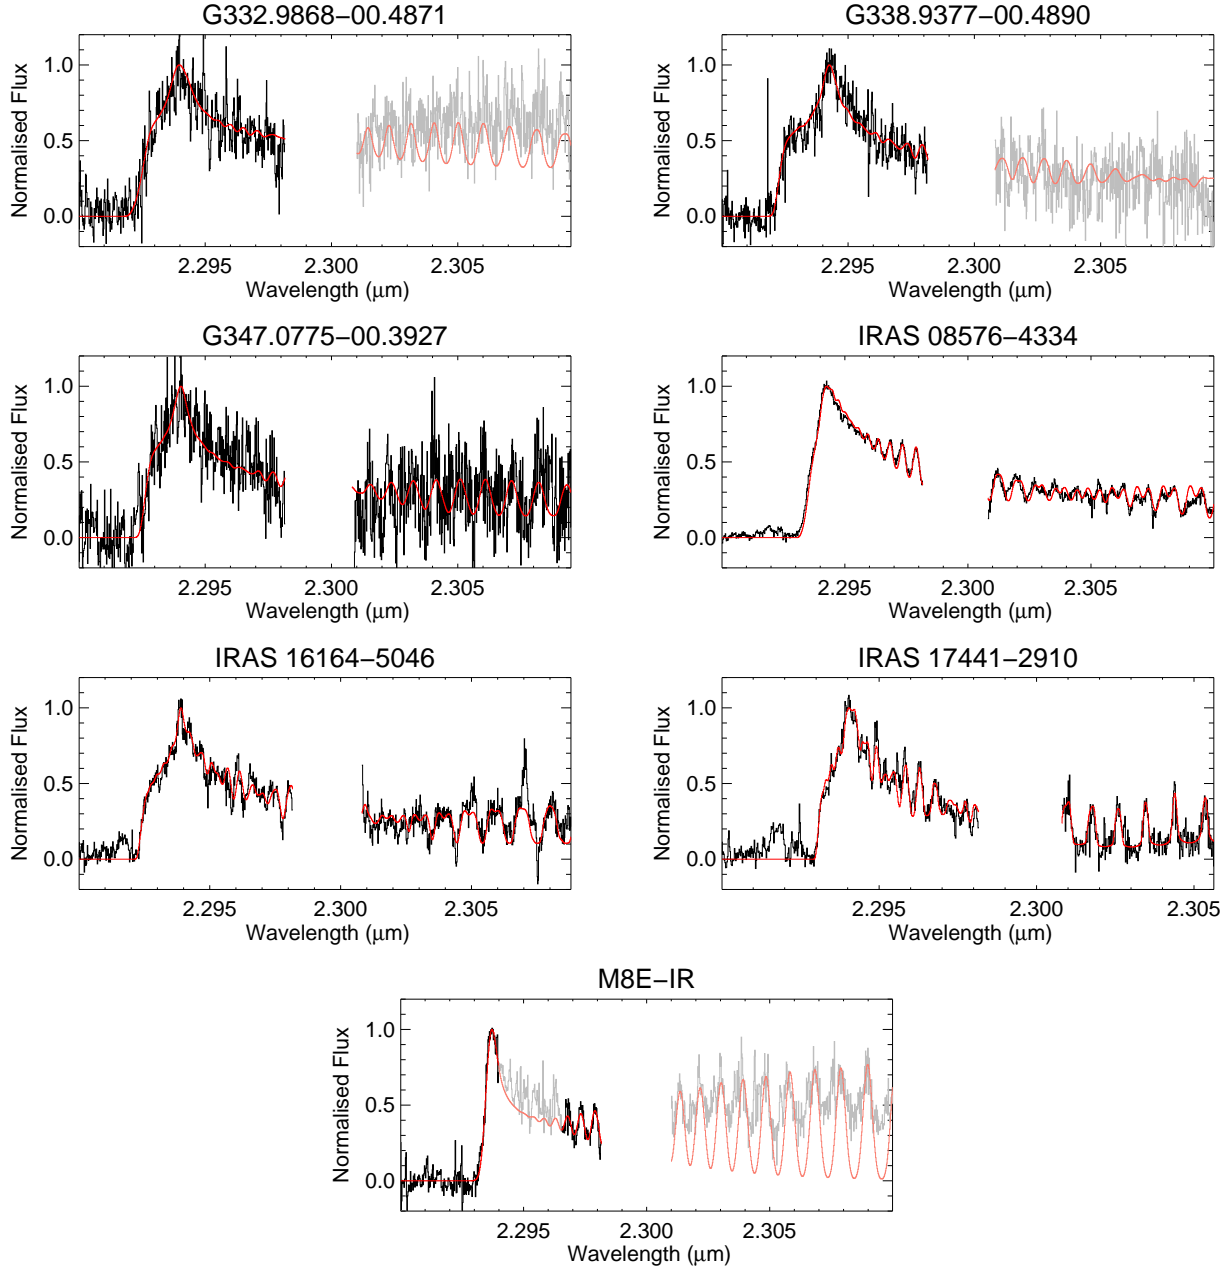 G332.9868−00.4871
G338.9377−00.4890
Normalised Flux
1.0
0.5
0.0
2.295
2.300
2.305
Wavelength (μm)
Normalised Flux
1.0
0.5
0.0
2.295
2.300
2.305
Wavelength (μm)
G347.0775−00.3927
IRAS 08576−4334
Normalised Flux
1.0
0.5
0.0
2.295
2.300
2.305
Wavelength (μm)
Normalised Flux
1.0
0.5
0.0
2.295
2.300
2.305
Wavelength (μm)
IRAS 16164−5046
IRAS 17441−2910
Normalised Flux
1.0
0.5
0.0
2.295
2.300
2.305
Wavelength (μm)
Normalised Flux
1.0
0.5
0.0
2.295
2.300
2.305
Wavelength (μm)
M8E−IR
Normalised Flux
1.0
0.5
0.0
2.295
2.300
2.305
Wavelength (μm)